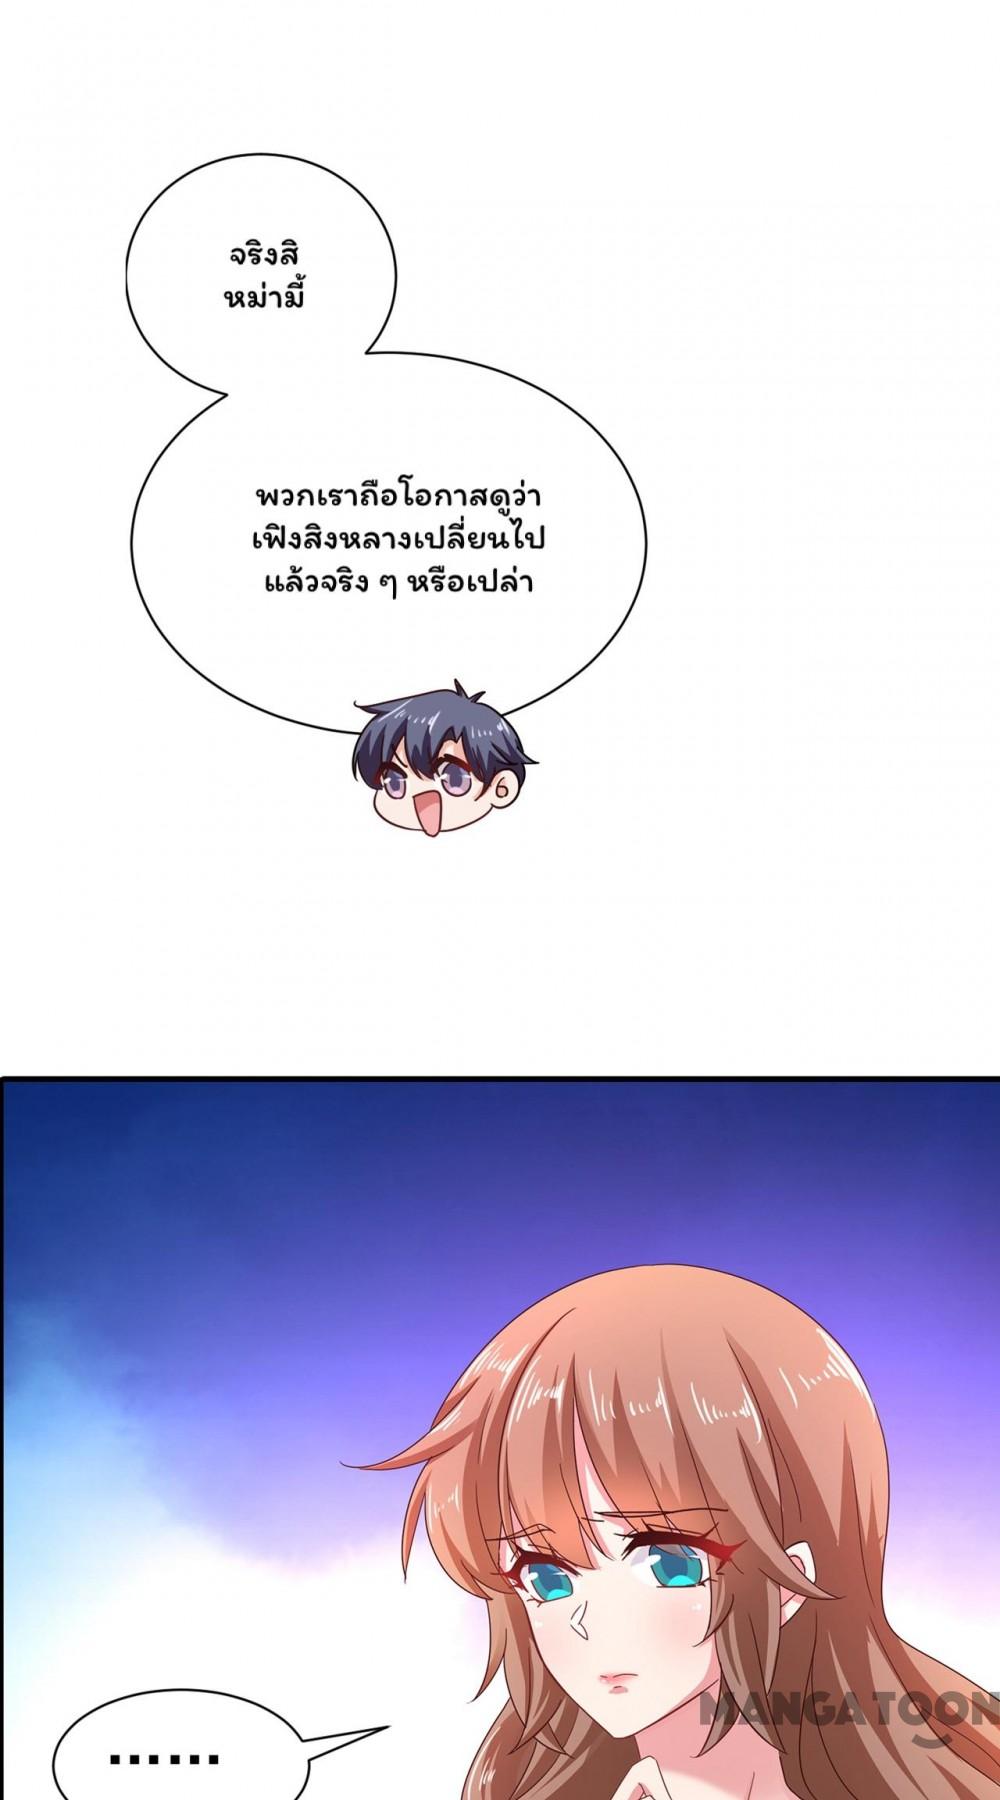 จริงสิ
หม่ามี้
พวกเราถือโอกาสดูว่า
เฟิงสิงหลางเปลี่ยนไป
แล้วจริง ๆ หรือเปล่า
MANGATOON
......